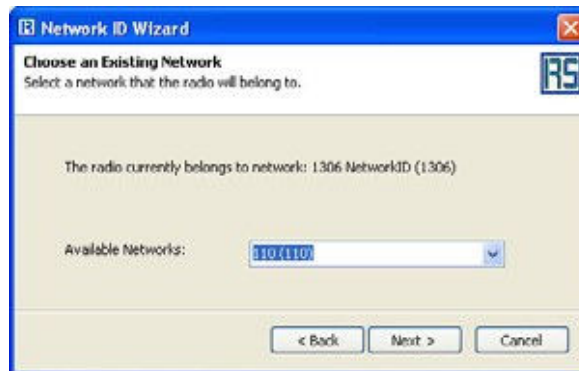 Network ID Wizard
Choose an Existing Network
Select a network that the radio will belong to.
RS
The radio currently belongs to network: 1306 NetworkID (1306)
Available Networks: 110 (110)
< Back Next > Cancel